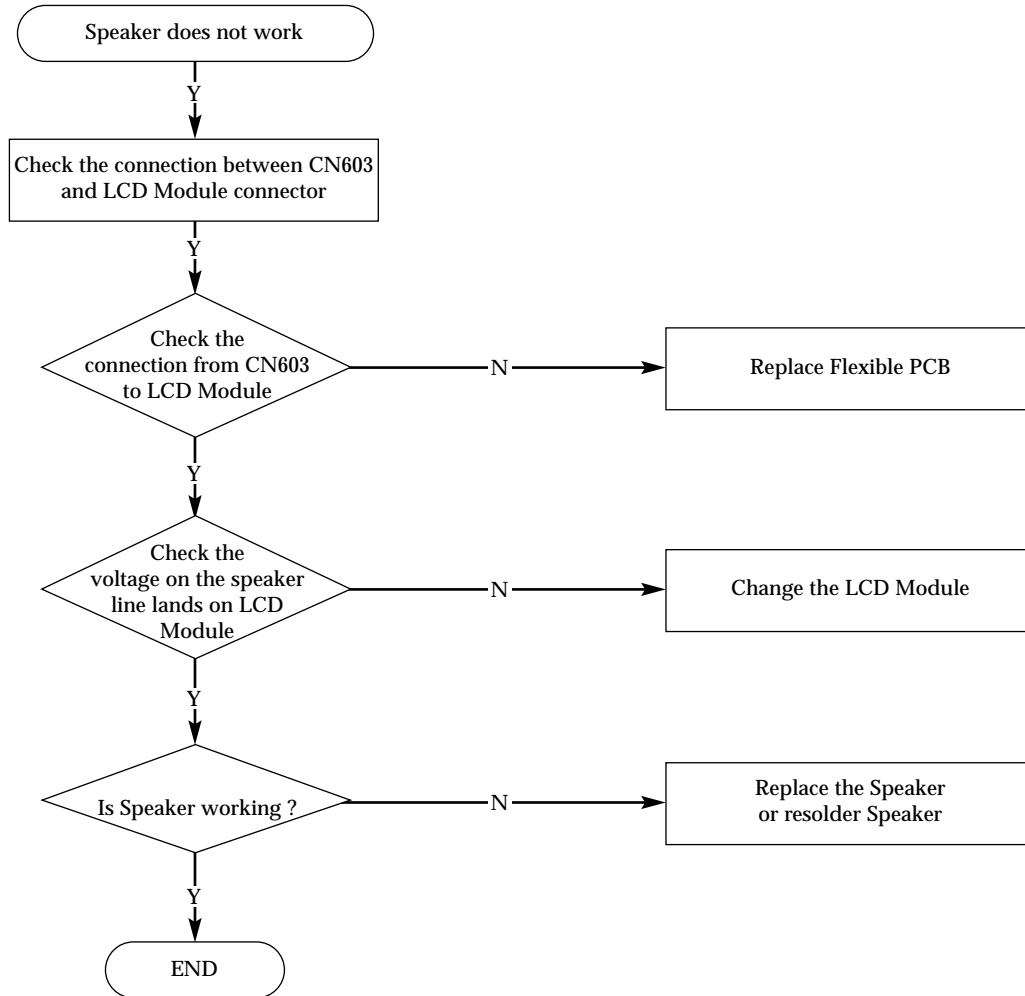 Speaker does not work
Y
Check the connection between CN603
and LCD Module connector
Y
Check the
connection from CN603
to LCD Module
N
Replace Flexible PCB
Y
Check the
voltage on the speaker
line lands on LCD
Module
N
Change the LCD Module
Y
Is Speaker working ?
N
Replace the Speaker
or resolder Speaker
Y
END